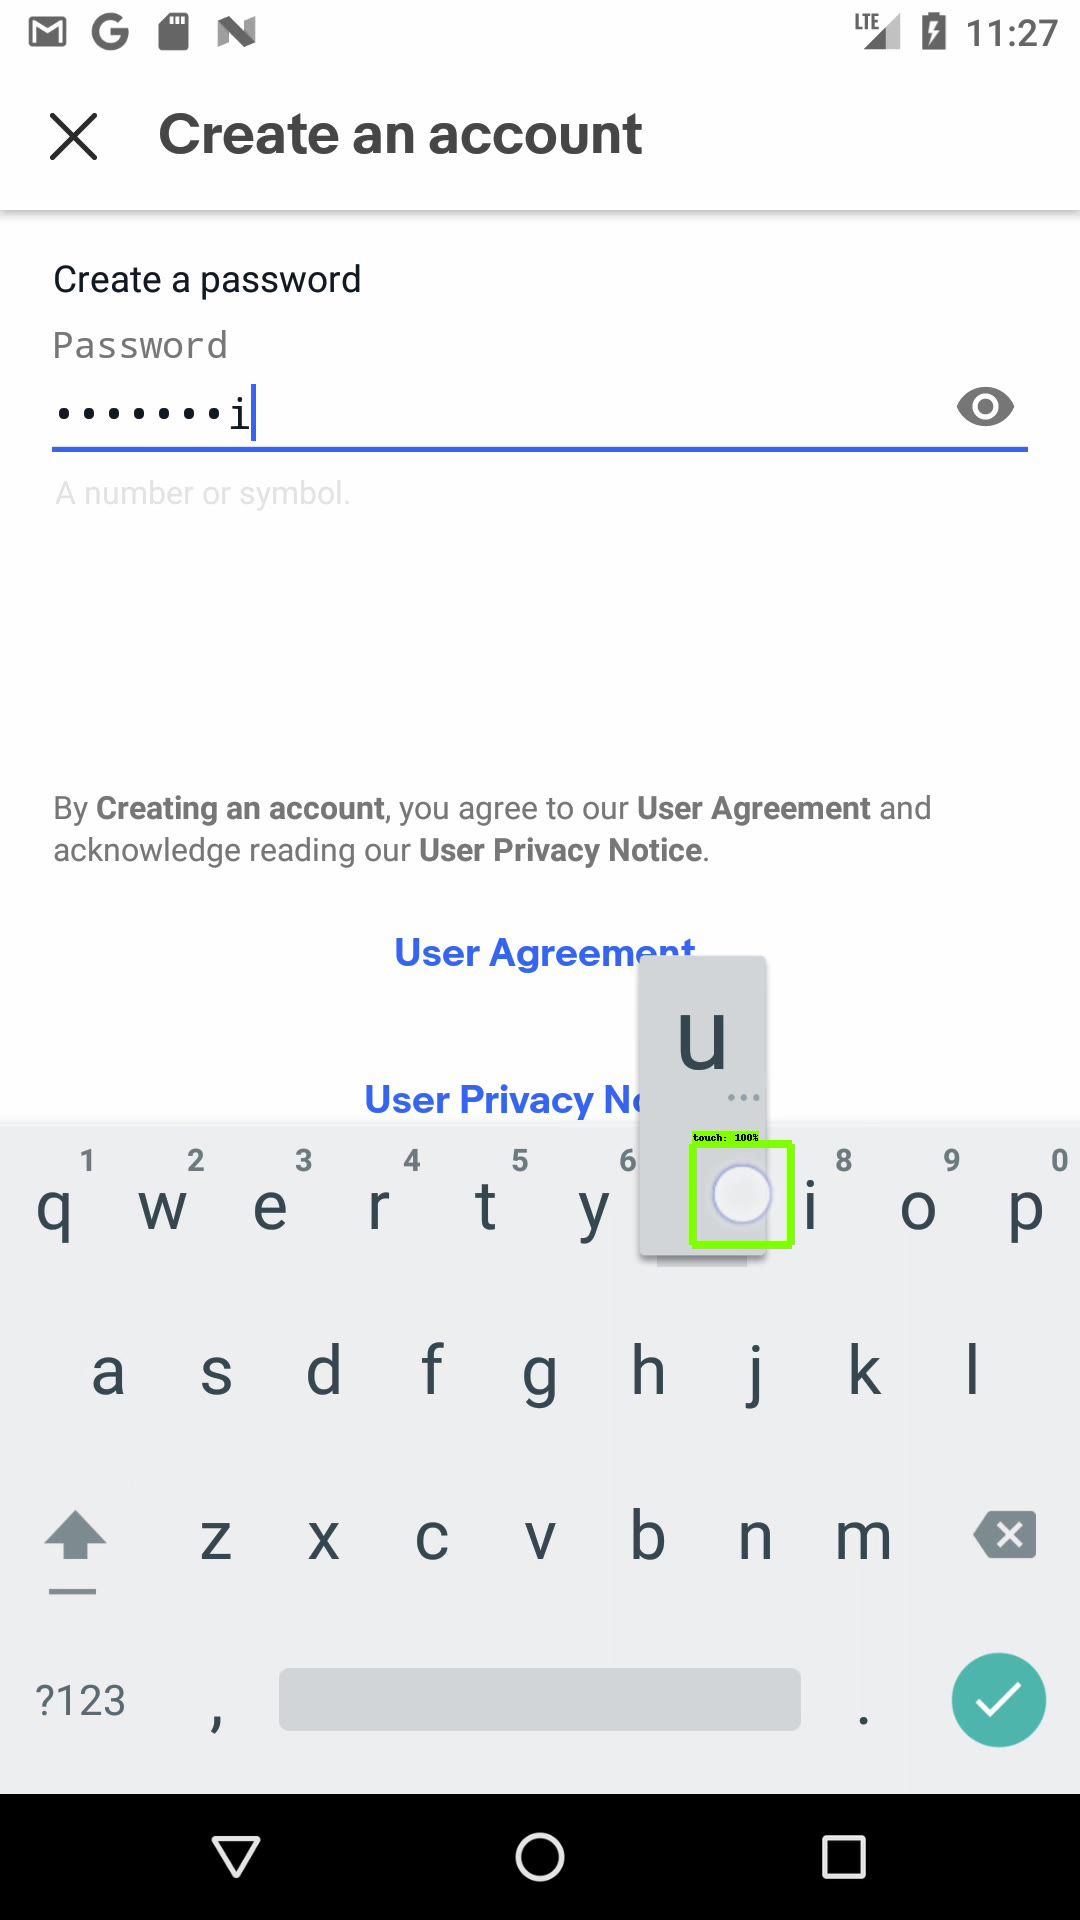 LTE 11:27
Create an account
Create a password
Password
•••••••i
A number or symbol.
By Creating an account, you agree to our User Agreement and
acknowledge reading our User Privacy Notice.
User Agreement
u
User Privacy No
touch: 100%
1 2 3 4 5 6 8 9 0
q w e r t y i o p
a s d f g h j k l
z x c v b n m
?123 , .